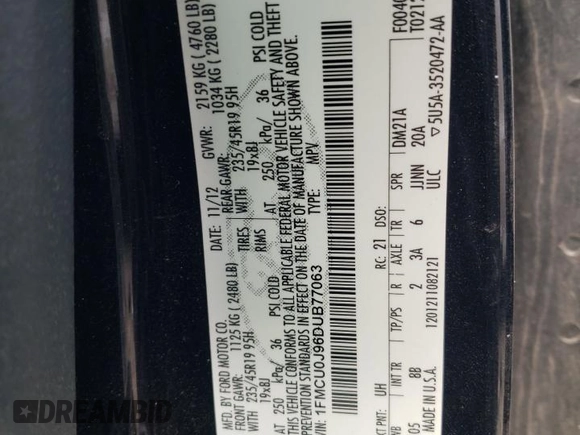 MFD. BY FORD MOTOR CO.
DATE: 11/12 GVWR: 2159 KG ( 4760 LB)
FRONT GAWR: 1125 KG ( 2480 LB) REAR GAWR: 1034 KG ( 2280 LB)
WITH 235/45R19 95H TIRES WITH 235/45R19 95H
19x8J RIMS 19x8J
AT 250 kPa/ 36 PSI COLD AT 250 kPa/ 36 PSI COLD
THIS VEHICLE CONFORMS TO ALL APPLICABLE FEDERAL MOTOR VEHICLE SAFETY AND THEFT
PREVENTION STANDARDS IN EFFECT ON THE DATE OF MANUFACTURE SHOWN ABOVE.
VIN: 1FMCU0J96DUB77063 TYPE: MPV
EXT PNT: UH RC: 21 DSO:
WB INT TR TP/PS R AXLE TR SPR DM21A
05 8B 2 3A 6 JJNN 20A
MADE IN U.S.A. 1201211082121 ULC ▽5U5A-3520472-AA
AUTOBIDMASTER